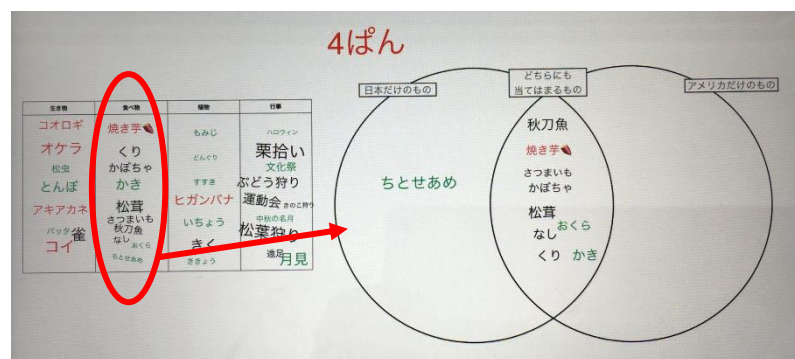 4ぱん
生き物 食べ物 植物 行事
コオロギ 焼き芋 もみじ ハロウィン
オケラ くり どんぐり 栗拾い
松虫 かぼちゃ 文化祭
とんぼ かき すすき ぶどう狩り
アキアカネ 松茸 ヒガンバナ 運動会 きのこ狩り
バッタ 雀 さつまいも いちょう 中秋の名月
秋刀魚 松葉狩り
コイ なし おくら きく 遠足
ちとせあめ ききょう 月見
日本だけのもの
どちらにも
当てはまるもの
アメリカだけのもの
ちとせあめ
秋刀魚
焼き芋
さつまいも
かぼちゃ
松茸
なし おくら
くり かき